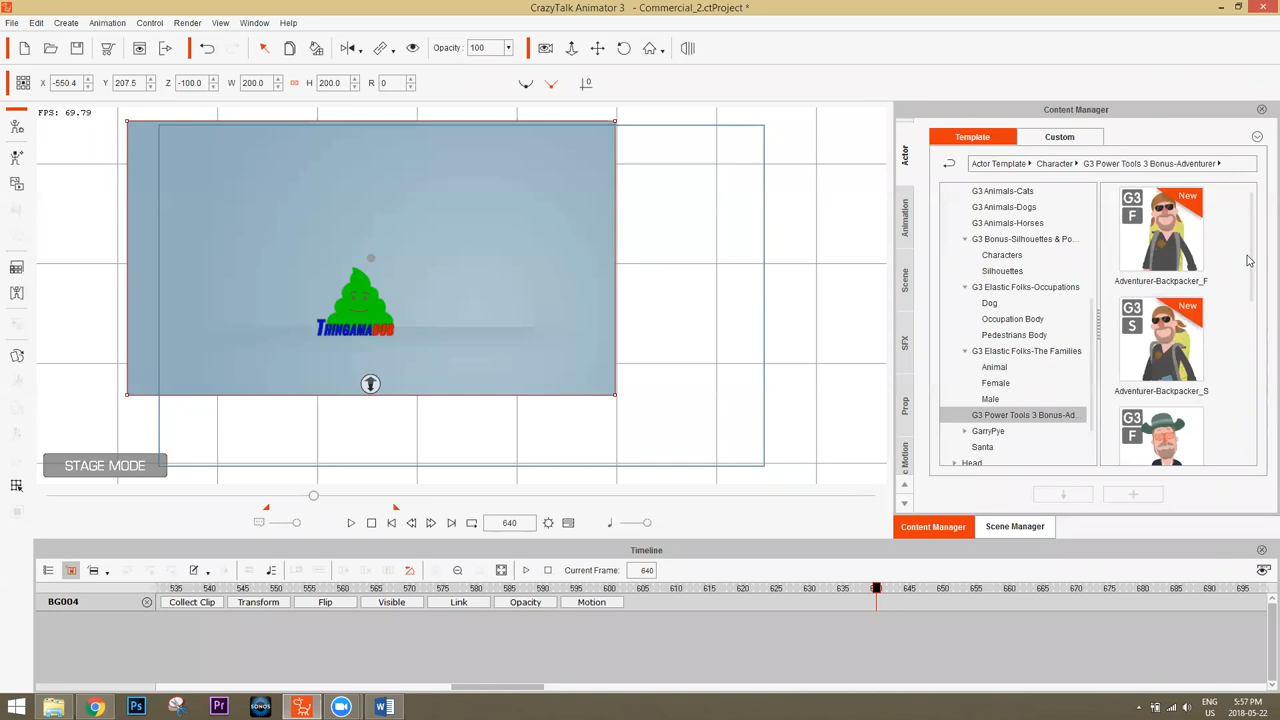 CrazyTalk Animator 3 - Commercial_2.ctProject *
File Edit Create Animation Control Render View Window Help
Opacity : 100
X -550.4 Y 207.5 Z -100.0 W 200.0 H 200.0 R 0
FPS: 69.79
THINGAMABOB
STAGE MODE
Content Manager
Template Custom
Actor Template Character G3 Power Tools 3 Bonus-Adventurer
Actor
Animation
Scene
SFX
Prop
c Motion
G3 Animals-Cats
G3 Animals-Dogs
G3 Animals-Horses
G3 Bonus-Silhouettes & Po...
Characters
Silhouettes
G3 Elastic Folks-Occupations
Dog
Occupation Body
Pedestrians Body
G3 Elastic Folks-The Families
Animal
Female
Male
G3 Power Tools 3 Bonus-Ad...
GarryPye
Santa
Head
G3 F New
Adventurer-Backpacker_F
G3 S New
Adventurer-Backpacker_S
G3 F
640
Content Manager Scene Manager
Timeline
Current Frame: 640
535 540 545 550 555 560 565 570 575 580 585 590 595 600 605 610 615 620 625 630 635 645 650 655 660 665 670 675 680 685 690 695
BG004 Collect Clip Transform Flip Visible Link Opacity Motion
Ps Pr SONOS W
ENG 5:57 PM
US 2018-05-22